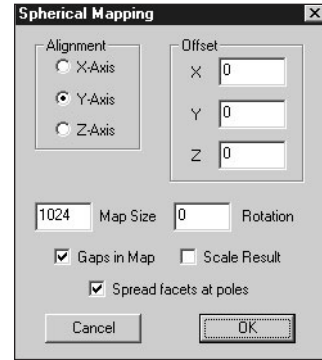 Spherical Mapping
Alignment
X-Axis
Y-Axis
Z-Axis
Offset
X 0
Y 0
Z 0
1024 Map Size 0 Rotation
Gaps in Map Scale Result
Spread facets at poles
Cancel OK